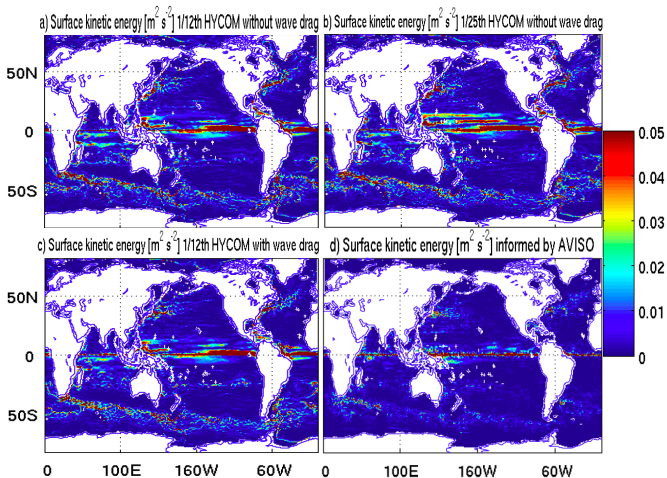 a) Surface kinetic energy [m² s⁻²] 1/12th HYCOM without wave drag
b) Surface kinetic energy [m² s⁻²] 1/25th HYCOM without wave drag
50N
0
50S
0.05
0.04
0.03
0.02
0.01
0
c) Surface kinetic energy [m² s⁻²] 1/12th HYCOM with wave drag
d) Surface kinetic energy [m² s⁻²] informed by AVISO
50N
0
50S
0 100E 160W 60W
0 100E 160W 60W